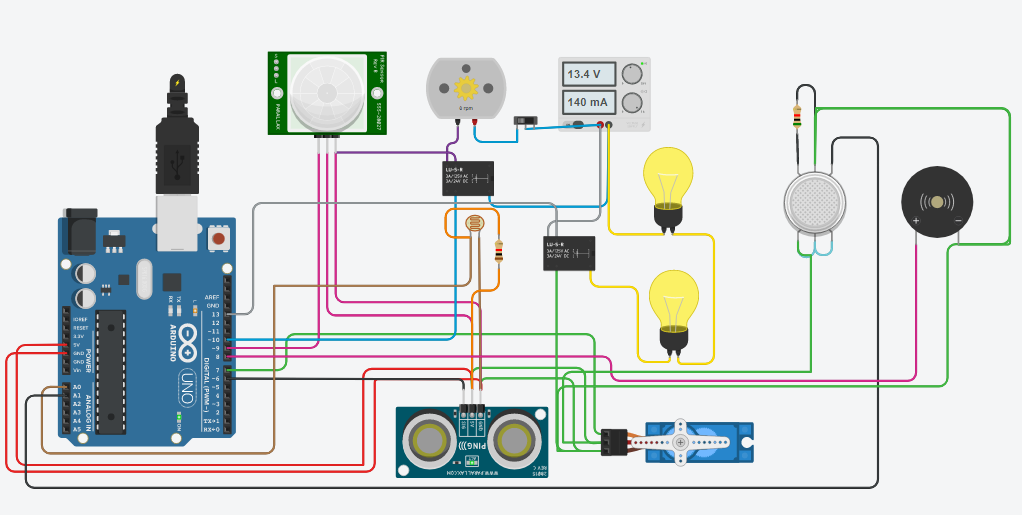 PIR Sensor
Rev B
PARALLAX
555-28027
6 rpm
13.4 V
140 mA
LU-5-R
3A/125V AC
3A/24V DC
LU-5-R
3A/125V AC
3A/24V DC
AREF
GND
13
12
~11
~10
~9
8
7
~6
~5
4
~3
2
TX→1
RX←0
DIGITAL (PWM~)
IOREF
RESET
3.3V
5V
GND
GND
Vin
POWER
A0
A1
A2
A3
A4
A5
ANALOG IN
RX
TX
L
ARDUINO
UNO
ON
SIG
5V
GND
PING)))
WWW.PARALLAX.COM
28015
REV C
+
−